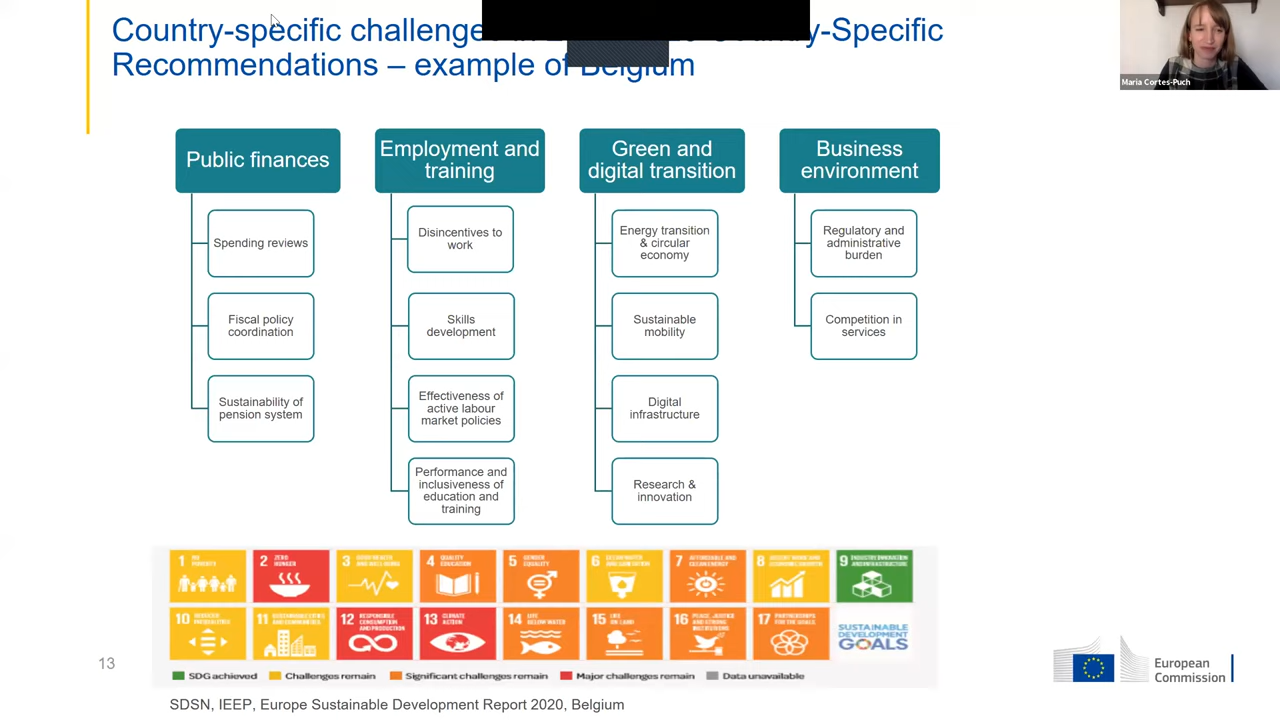 Country-specific challenges in
Country-Specific
Recommendations – example of Belgium
Maria Cortes-Puch
Public finances
Spending reviews
Fiscal policy
coordination
Sustainability of
pension system
Employment and
training
Disincentives to
work
Skills
development
Effectiveness of
active labour
market policies
Performance and
inclusiveness of
education and
training
Green and
digital transition
Energy transition
& circular
economy
Sustainable
mobility
Digital
infrastructure
Research &
innovation
Business
environment
Regulatory and
administrative
burden
Competition in
services
1 NO
POVERTY
2 ZERO
HUNGER
3 GOOD HEALTH
AND WELL-BEING
4 QUALITY
EDUCATION
5 GENDER
EQUALITY
6 CLEAN WATER
AND SANITATION
7 AFFORDABLE AND
CLEAN ENERGY
8 DECENT WORK AND
ECONOMIC GROWTH
9 INDUSTRY, INNOVATION
AND INFRASTRUCTURE
10 REDUCED
INEQUALITIES
11 SUSTAINABLE CITIES
AND COMMUNITIES
12 RESPONSIBLE
CONSUMPTION
AND PRODUCTION
13 CLIMATE
ACTION
14 LIFE
BELOW WATER
15 LIFE
ON LAND
16 PEACE, JUSTICE
AND STRONG
INSTITUTIONS
17 PARTNERSHIPS
FOR THE GOALS
SUSTAINABLE
DEVELOPMENT
GOALS
SDG achieved
Challenges remain
Significant challenges remain
Major challenges remain
Data unavailable
13
SDSN, IEEP, Europe Sustainable Development Report 2020, Belgium
European
Commission